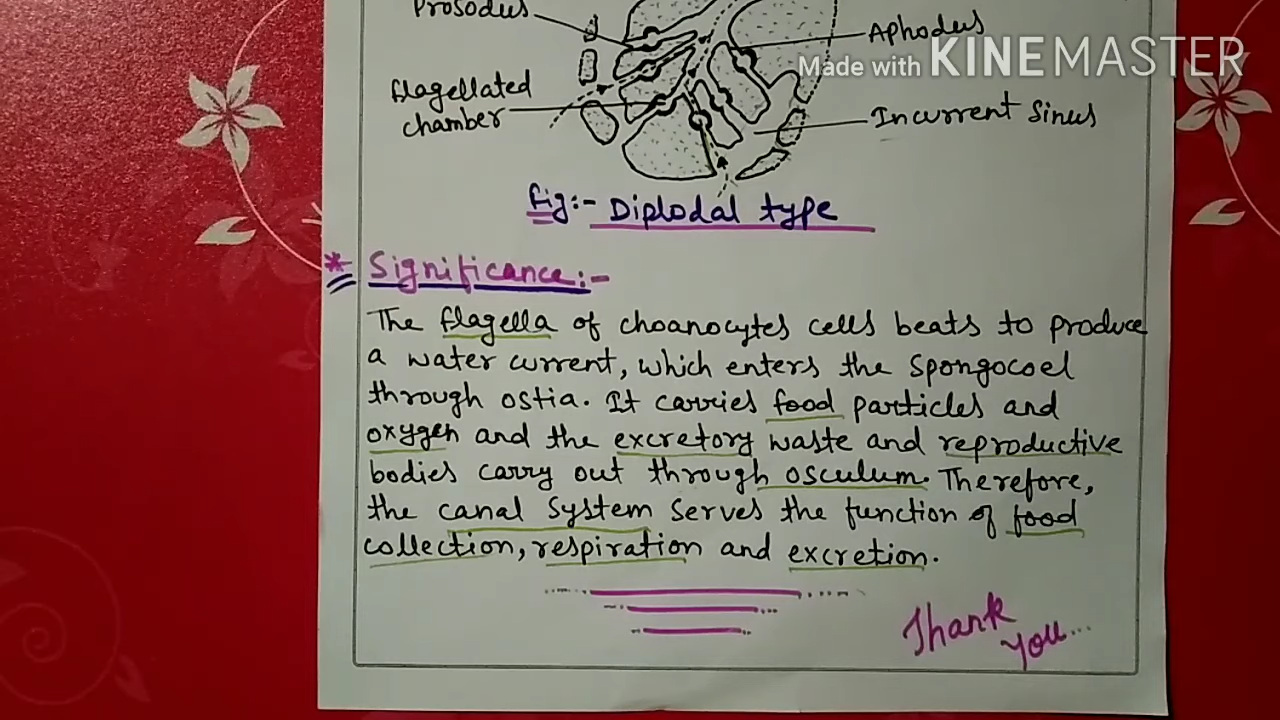 Prosodus
Aphodus
Made with KINEMASTER
flagellated
chamber
Incurrent Sinus
fig:- Diplodal type
* Significance:-
The flagella of choanocytes cells beats to produce
a water current, which enters the spongocoel
through ostia. It carries food particles and
oxygen and the excretory waste and reproductive
bodies carry out through osculum. Therefore,
the canal system serves the function of food
collection, respiration and excretion.
Thank
You...